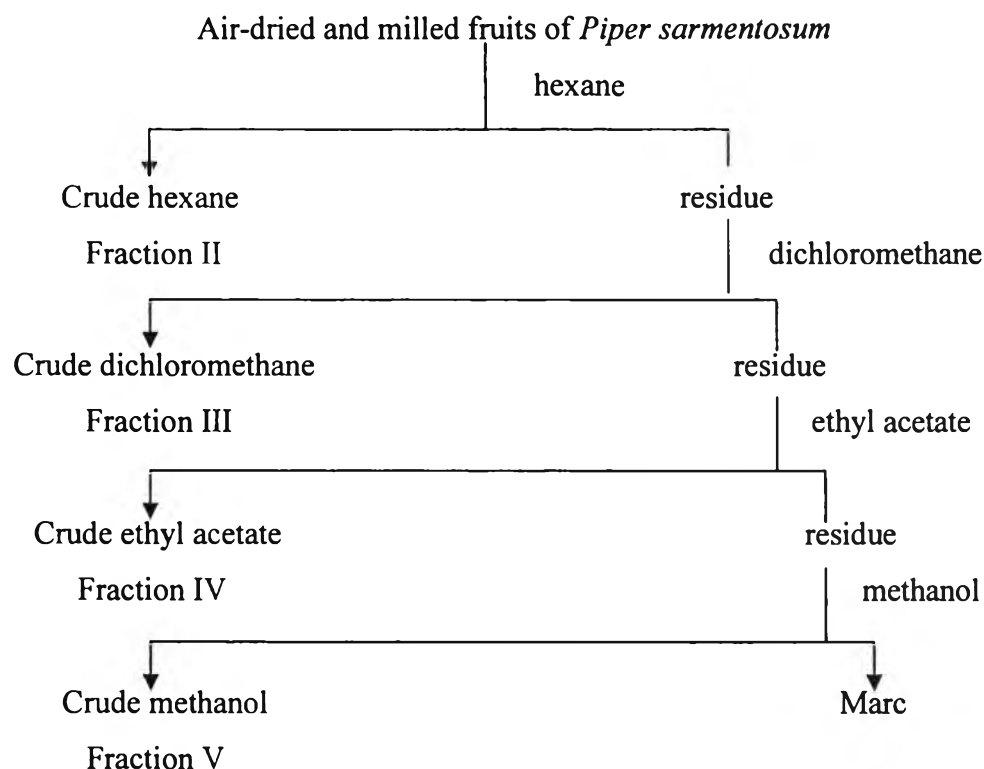 Air-dried and milled fruits of Piper sarmentosum
hexane
Crude hexane
residue
Fraction II
dichloromethane
Crude dichloromethane
residue
Fraction III
ethyl acetate
Crude ethyl acetate
residue
Fraction IV
methanol
Crude methanol
Marc
Fraction V